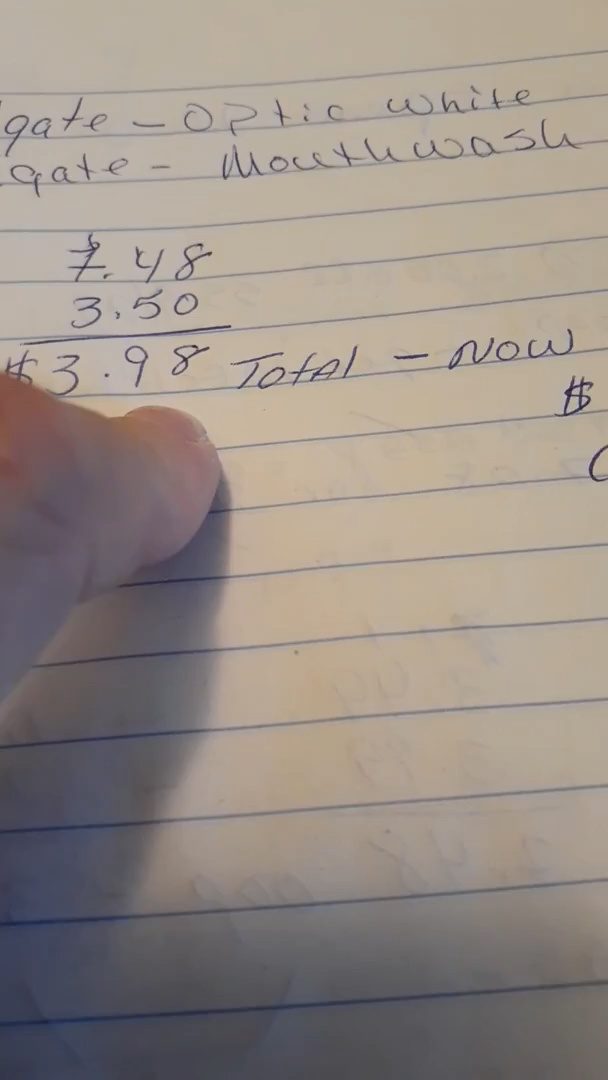 gate - Optic white
gate - Mouthwash
7.48
3.50
$3.98 Total - NOW
$